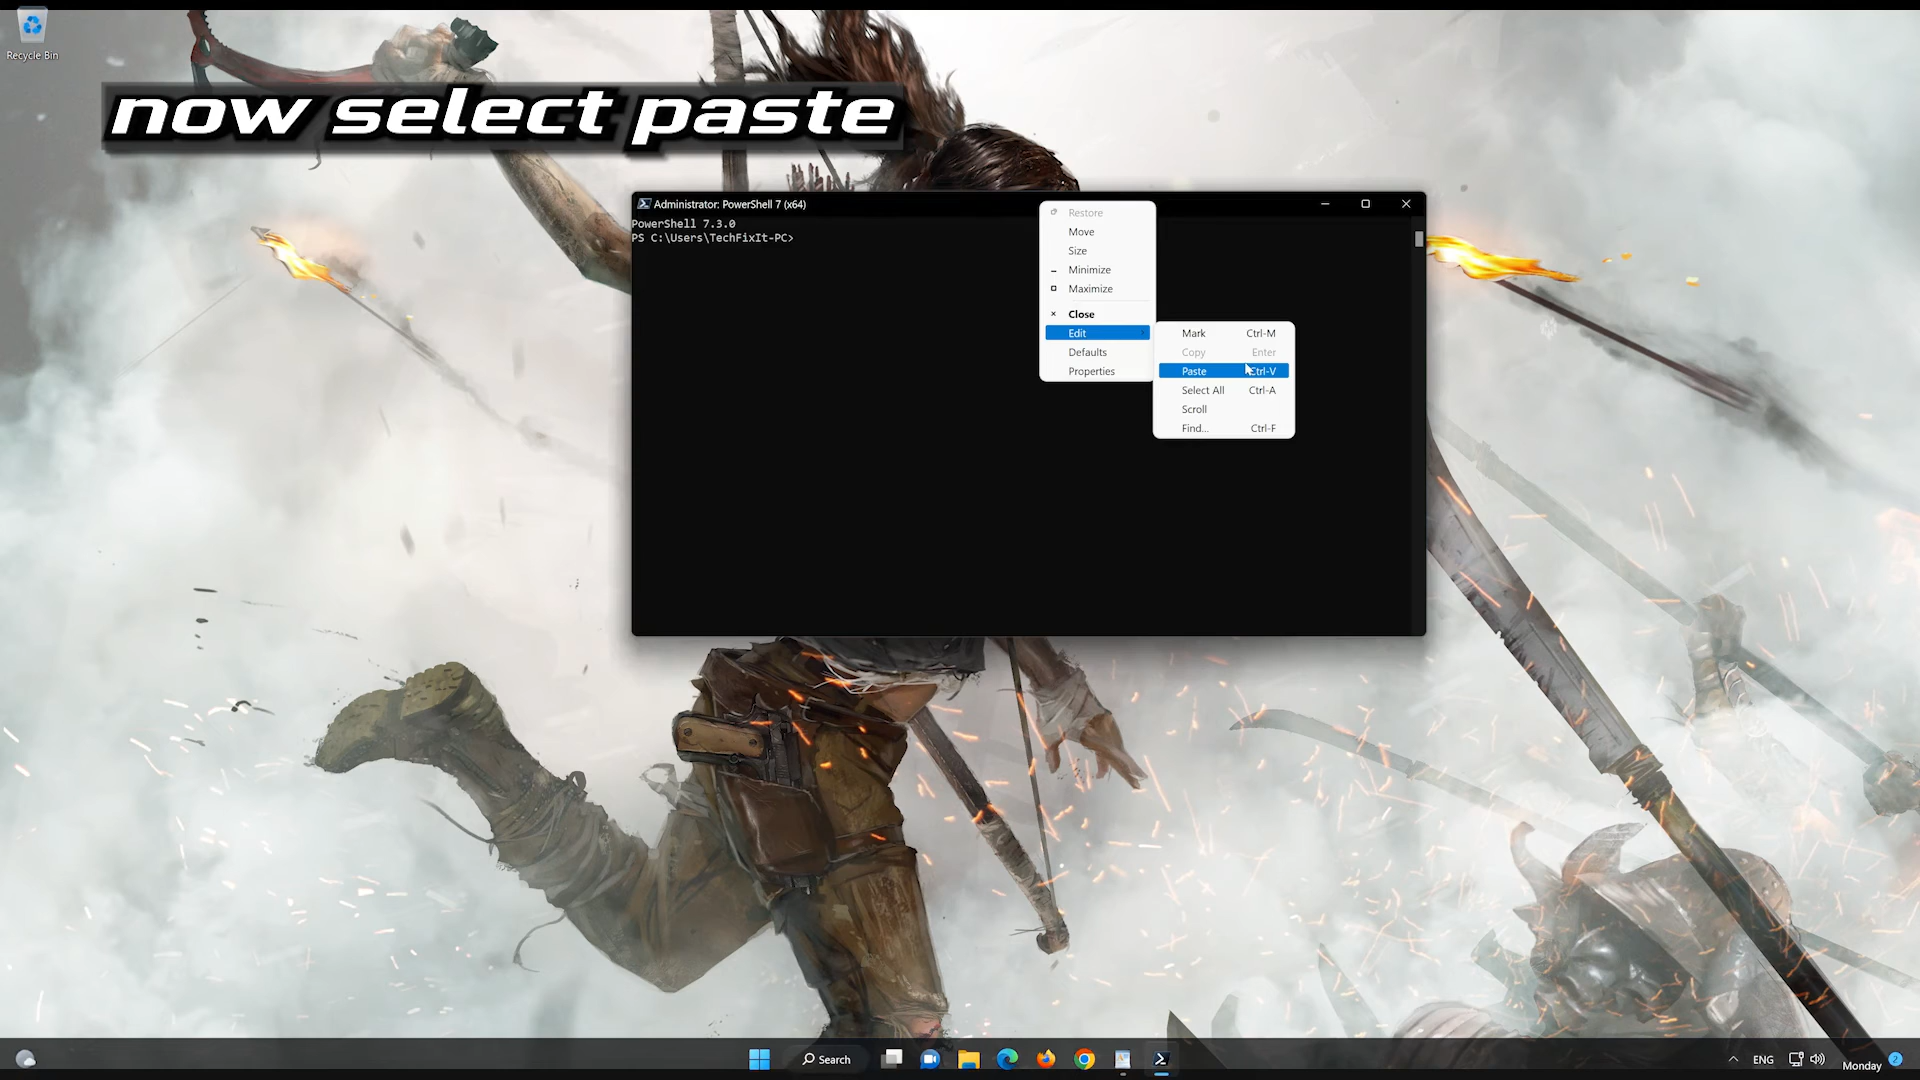 Recycle Bin
now select paste
Administrator: PowerShell 7 (x64)
PowerShell 7.3.0
PS C:\Users\TechFixIt-PC>
Restore
Move
Size
Minimize
Maximize
Close
Edit
Defaults
Properties
Mark Ctrl-M
Copy Enter
Paste Ctrl-V
Select All Ctrl-A
Scroll
Find... Ctrl-F
Search
ENG
Monday
2